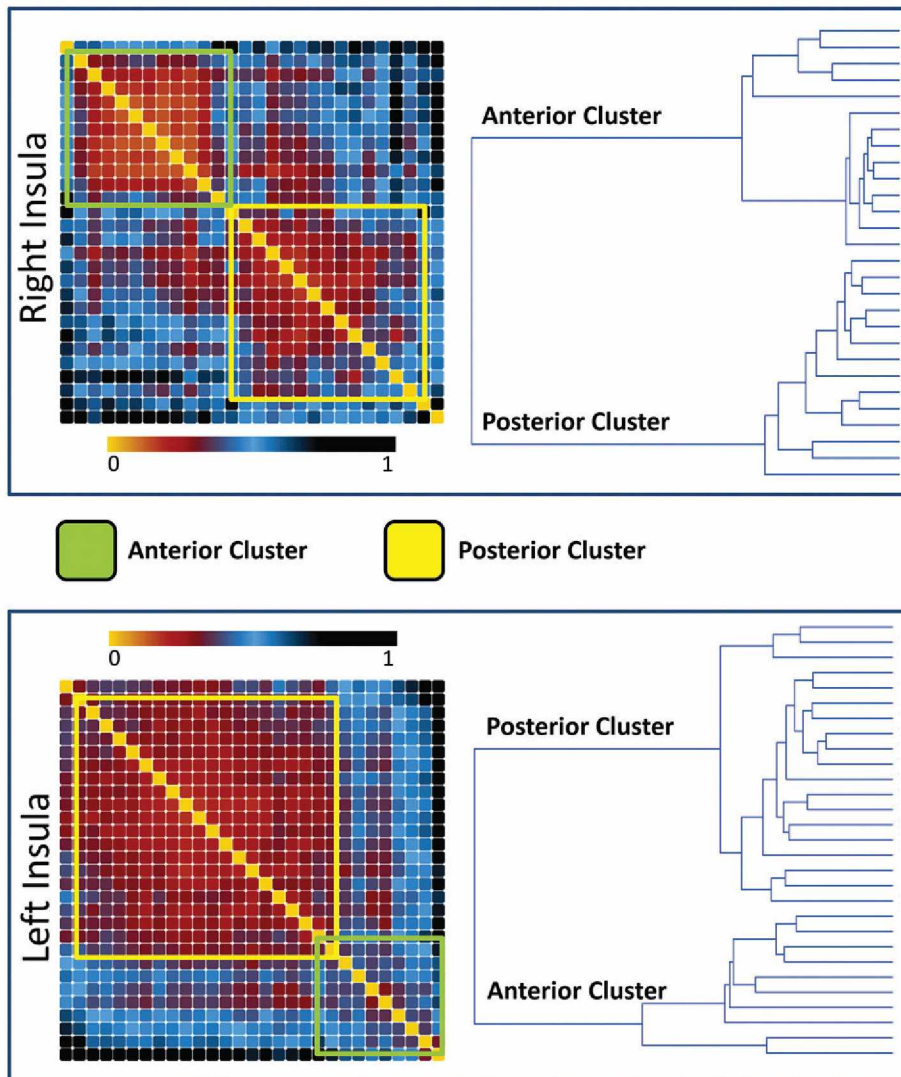 Right Insula
Anterior Cluster
Posterior Cluster
0 1
Anterior Cluster
Posterior Cluster
0 1
Left Insula
Posterior Cluster
Anterior Cluster